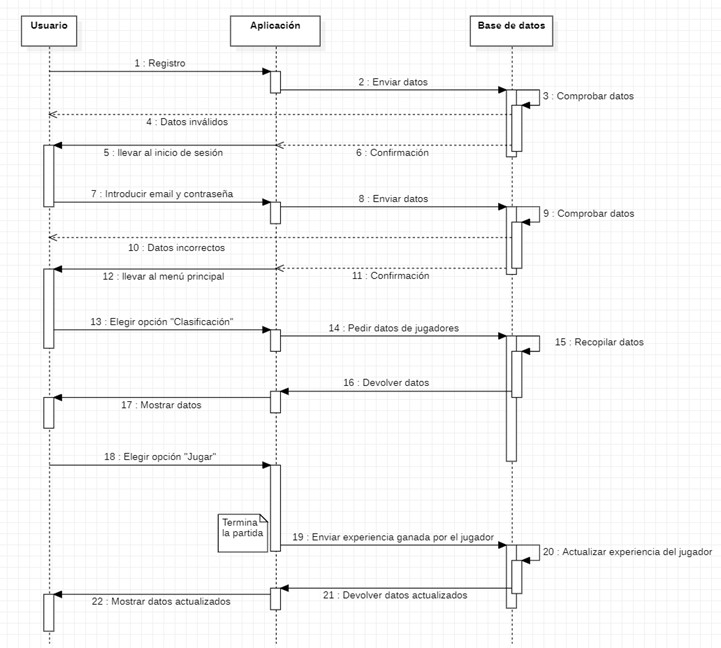 Usuario
Aplicación
Base de datos
1 : Registro
2 : Enviar datos
3 : Comprobar datos
4 : Datos inválidos
5 : llevar al inicio de sesión
6 : Confirmación
7 : Introducir email y contraseña
8 : Enviar datos
9 : Comprobar datos
10 : Datos incorrectos
11 : Confirmación
12 : llevar al menú principal
13 : Elegir opción "Clasificación"
14 : Pedir datos de jugadores
15 : Recopilar datos
16 : Devolver datos
17 : Mostrar datos
18 : Elegir opción "Jugar"
Termina
la partida
19 : Enviar experiencia ganada por el jugador
20 : Actualizar experiencia del jugador
21 : Devolver datos actualizados
22 : Mostrar datos actualizados